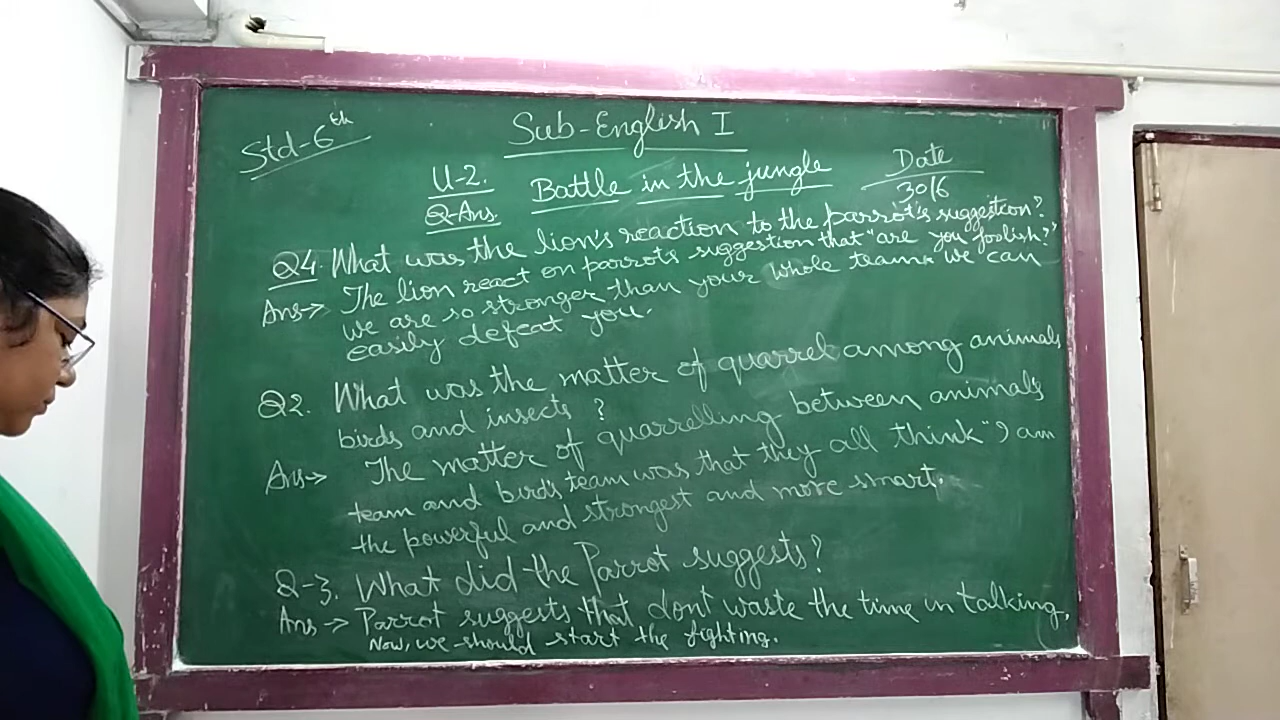 Std-6th
Sub-English I
U-2. Battle in the jungle
Date
30/6
Q-Ans.
Q4. What was the lion's reaction to the parrot's suggestion?
Ans→ The lion react on parrot's suggestion that "are you foolish?"
we are so stronger than your whole team. we can
easily defeat you.
Q2. What was the matter of quarrel among animals
birds and insects ?
Ans→ The matter of quarrelling between animals
team and bird's team was that they all think "I am
the powerful and strongest and more smart.
Q-3. What did the Parrot suggests?
Ans→ Parrot suggests that dont waste the time in talking,
Now, we should start the fighting.